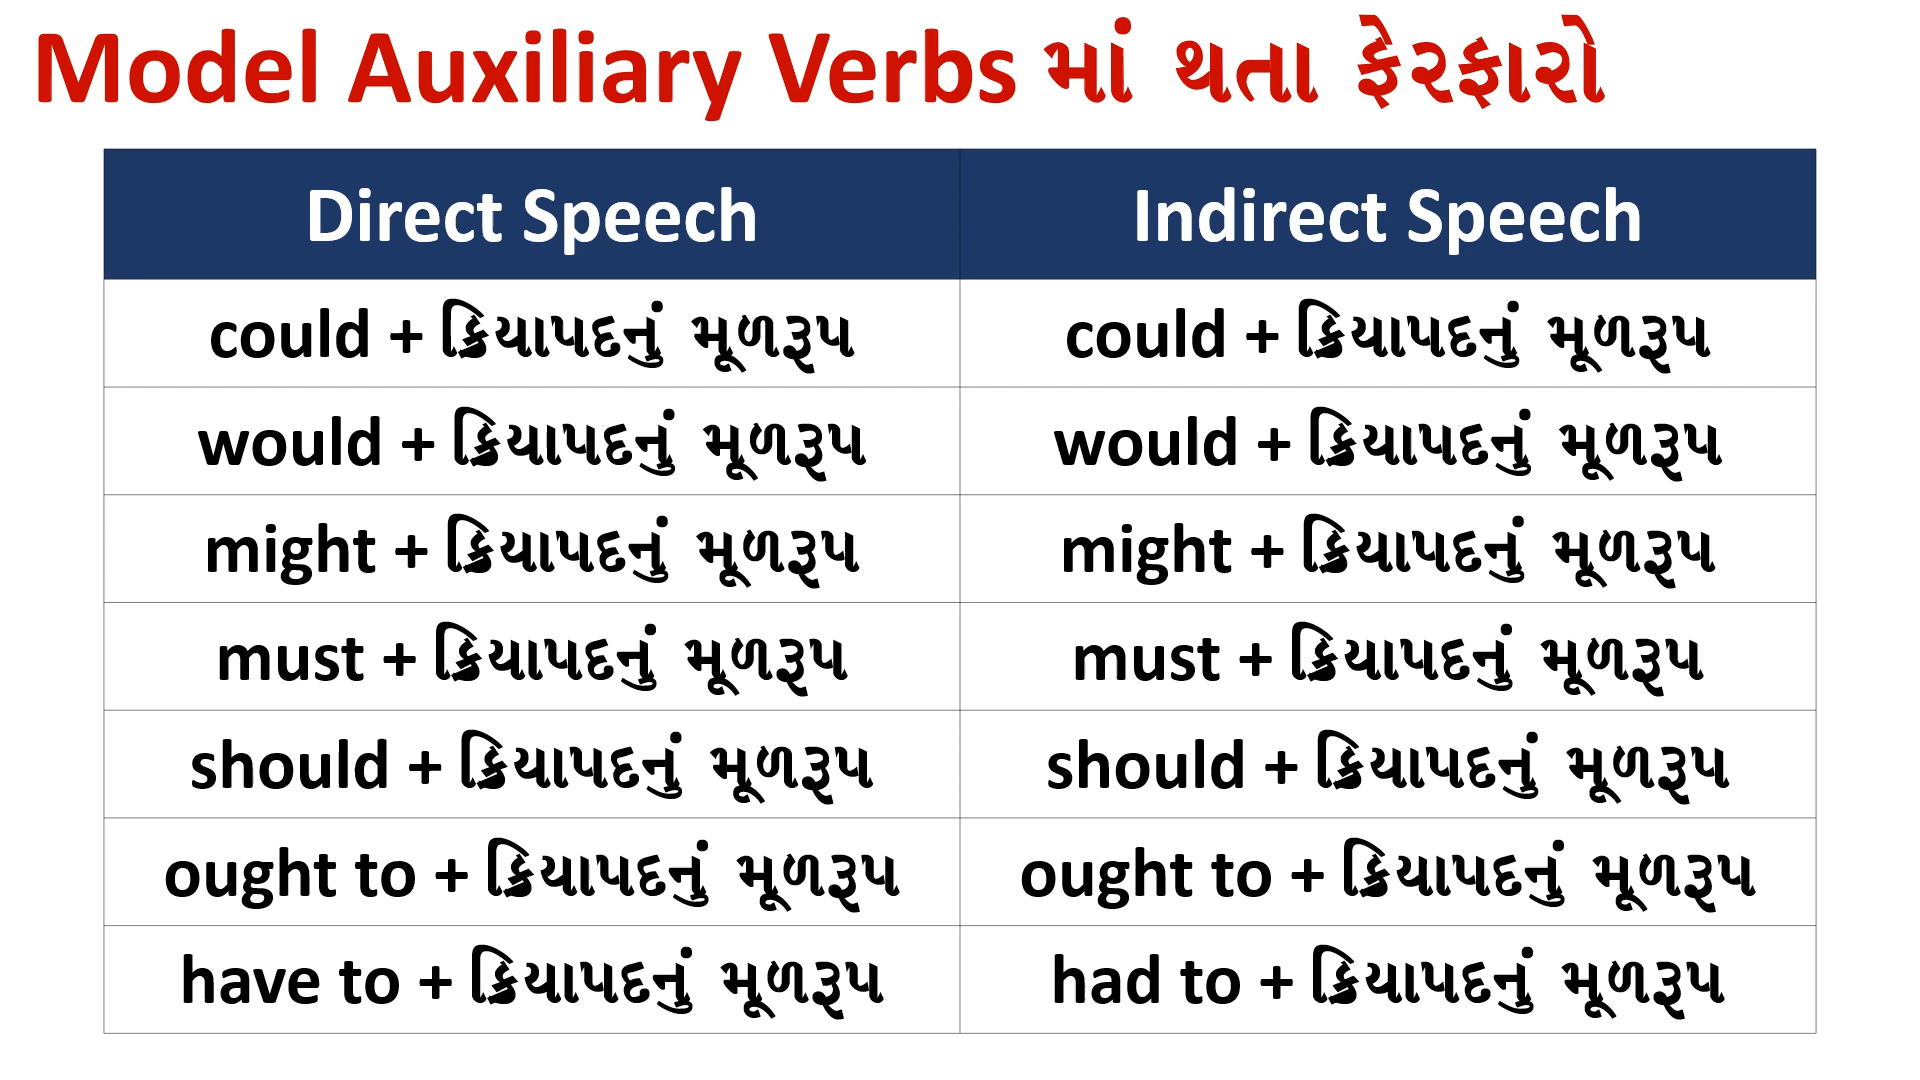 Model Auxiliary Verbs માં થતા ફેરફારો
Direct Speech Indirect Speech
could + ક્રિયાપદનું મૂળરૂપ could + ક્રિયાપદનું મૂળરૂપ
would + ક્રિયાપદનું મૂળરૂપ would + ક્રિયાપદનું મૂળરૂપ
might + ક્રિયાપદનું મૂળરૂપ might + ક્રિયાપદનું મૂળરૂપ
must + ક્રિયાપદનું મૂળરૂપ must + ક્રિયાપદનું મૂળરૂપ
should + ક્રિયાપદનું મૂળરૂપ should + ક્રિયાપદનું મૂળરૂપ
ought to + ક્રિયાપદનું મૂળરૂપ ought to + ક્રિયાપદનું મૂળરૂપ
have to + ક્રિયાપદનું મૂળરૂપ had to + ક્રિયાપદનું મૂળરૂપ